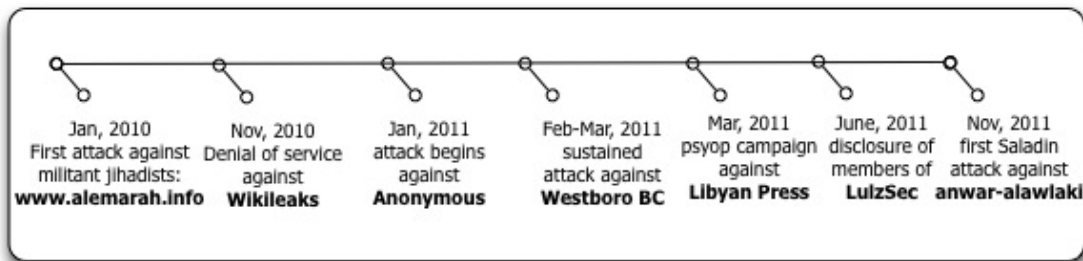 Jan, 2010
First attack against
militant jihadists:
www.alemarah.info
Nov, 2010
Denial of service
against
Wikileaks
Jan, 2011
attack begins
against
Anonymous
Feb-Mar, 2011
sustained
attack against
Westboro BC
Mar, 2011
psyop campaign
against
Libyan Press
June, 2011
disclosure of
members of
LulzSec
Nov, 2011
first Saladin
attack against
anwar-alawlaki